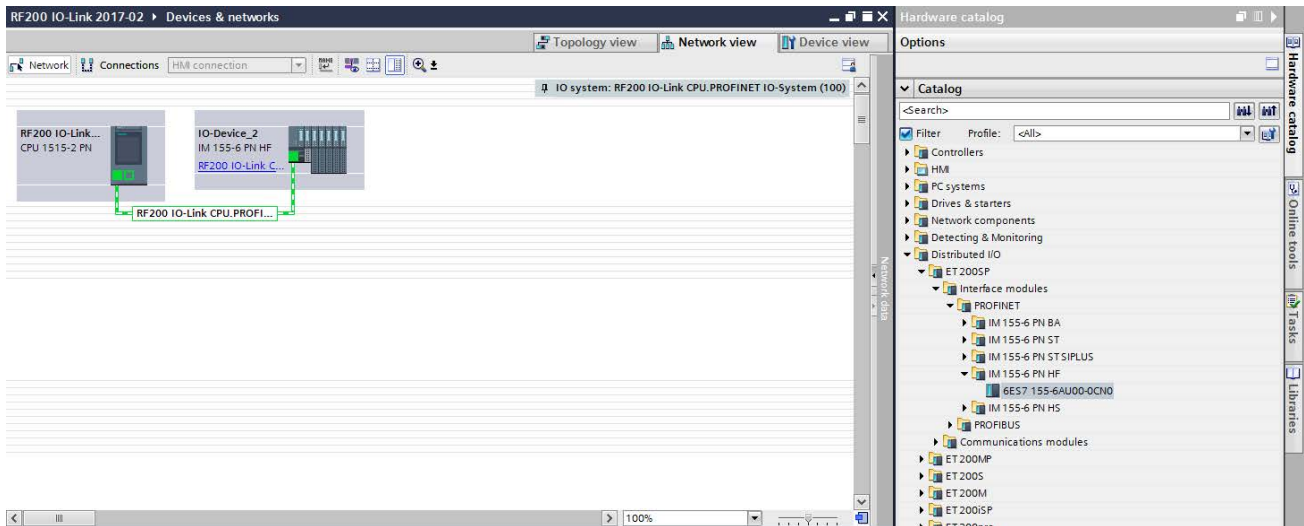 RF200 IO-Link 2017-02 ▸ Devices & networks
Topology view
Network view
Device view
Network
Connections
HMI connection
IO system: RF200 IO-Link CPU.PROFINET IO-System (100)
RF200 IO-Link...
CPU 1515-2 PN
IO-Device_2
IM 155-6 PN HF
RF200 IO-Link C...
RF200 IO-Link CPU.PROFI...
100%
Network data
Hardware catalog
Options
Catalog
<Search>
Filter
Profile:
<All>
Controllers
HMI
PC systems
Drives & starters
Network components
Detecting & Monitoring
Distributed I/O
ET 200SP
Interface modules
PROFINET
IM 155-6 PN BA
IM 155-6 PN ST
IM 155-6 PN ST SIPLUS
IM 155-6 PN HF
6ES7 155-6AU00-0CN0
IM 155-6 PN HS
PROFIBUS
Communications modules
ET 200MP
ET 200S
ET 200M
ET 200iSP
Hardware catalog
Online tools
Tasks
Libraries